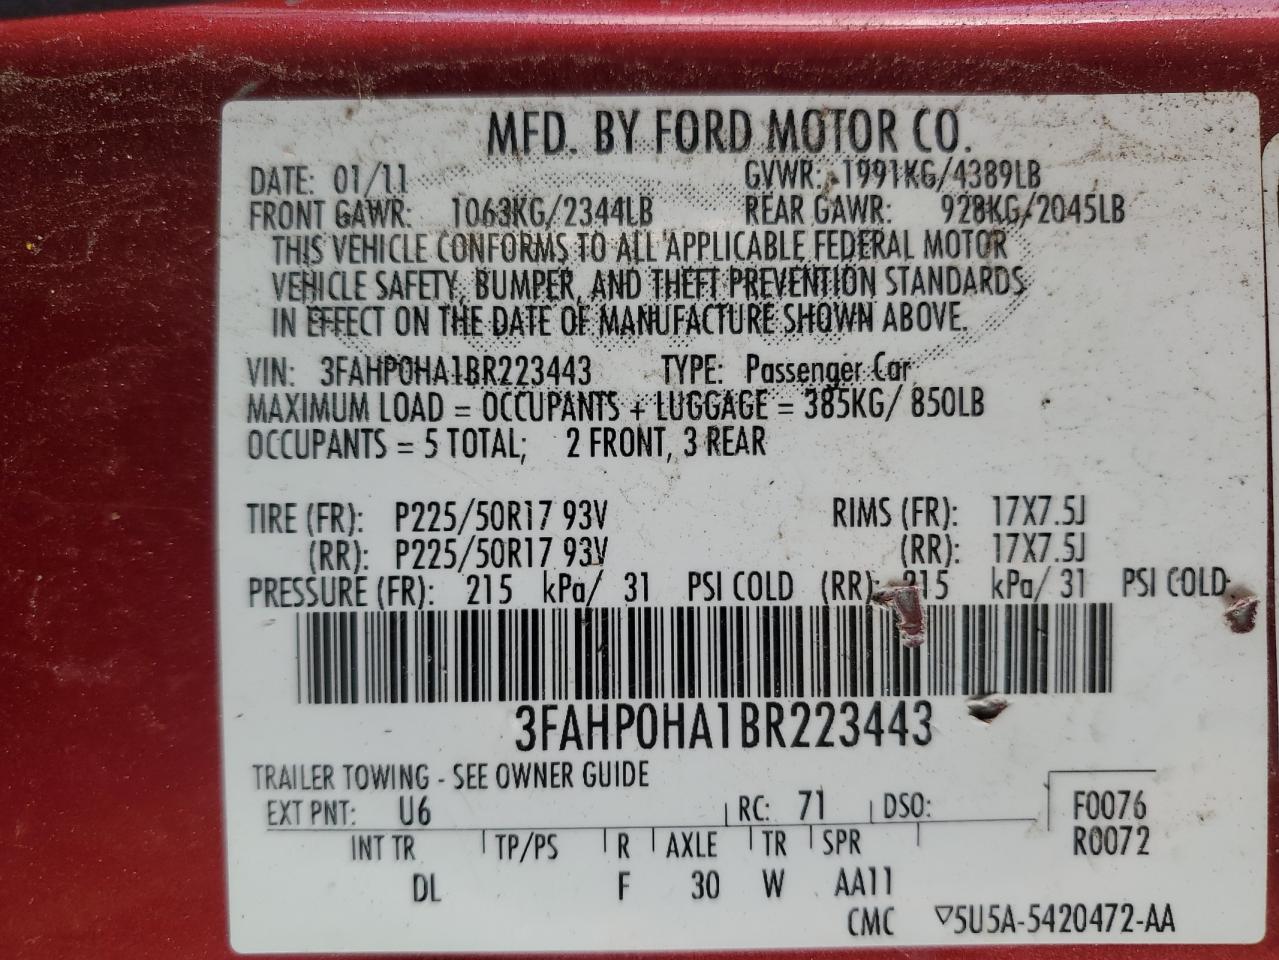 MFD. BY FORD MOTOR CO.
DATE: 01/11 GVWR: 1991KG/4389LB
FRONT GAWR: 1063KG/2344LB REAR GAWR: 928KG/2045LB
THIS VEHICLE CONFORMS TO ALL APPLICABLE FEDERAL MOTOR
VEHICLE SAFETY, BUMPER, AND THEFT PREVENTION STANDARDS
IN EFFECT ON THE DATE OF MANUFACTURE SHOWN ABOVE.
VIN: 3FAHP0HA1BR223443 TYPE: Passenger Car
MAXIMUM LOAD = OCCUPANTS + LUGGAGE = 385KG/ 850LB
OCCUPANTS = 5 TOTAL; 2 FRONT, 3 REAR
TIRE (FR): P225/50R17 93V RIMS (FR): 17X7.5J
(RR): P225/50R17 93V (RR): 17X7.5J
PRESSURE (FR): 215 kPa/ 31 PSI COLD (RR): 215 kPa/ 31 PSI COLD
3FAHP0HA1BR223443
TRAILER TOWING - SEE OWNER GUIDE
EXT PNT: U6 RC: 71 DSO: F0076
R0072
INT TR TP/PS R AXLE TR SPR
DL F 30 W AA11
CMC ▽5U5A-5420472-AA